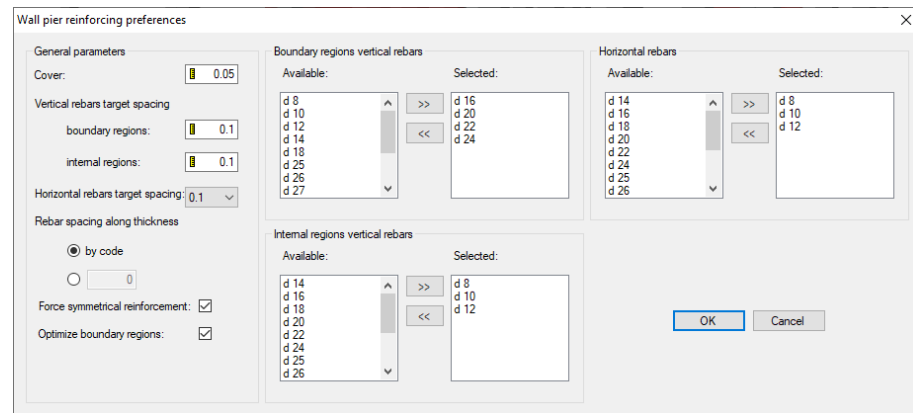 Wall pier reinforcing preferences
General parameters
Cover:
0.05
Vertical rebars target spacing
boundary regions:
0.1
internal regions:
0.1
Horizontal rebars target spacing:
0.1
Rebar spacing along thickness
by code
0
Force symmetrical reinforcement:
Optimize boundary regions:
Boundary regions vertical rebars
Available:
d 8
d 10
d 12
d 14
d 18
d 25
d 26
d 27
>>
<<
Selected:
d 16
d 20
d 22
d 24
Internal regions vertical rebars
Available:
d 14
d 16
d 18
d 20
d 22
d 24
d 25
d 26
>>
<<
Selected:
d 8
d 10
d 12
Horizontal rebars
Available:
d 14
d 16
d 18
d 20
d 22
d 24
d 25
d 26
>>
<<
Selected:
d 8
d 10
d 12
OK
Cancel